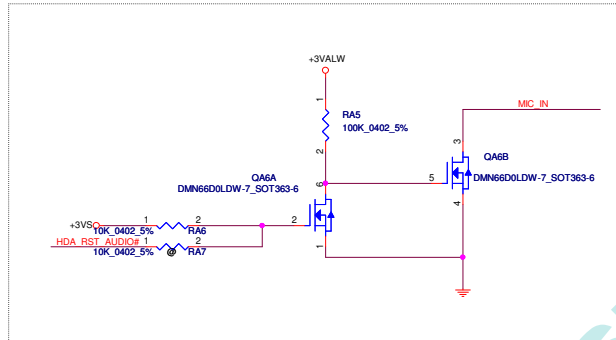 +3VALW
1
RA5
100K_0402_5%
2
MIC_IN
3
QA6B
DMN66D0LDW-7_SOT363-6
5
4
QA6A
DMN66D0LDW-7_SOT363-6
6
2
1
+3VS
1
2
10K_0402_5%
RA6
HDA_RST_AUDIO#
1
2
10K_0402_5%
@
RA7